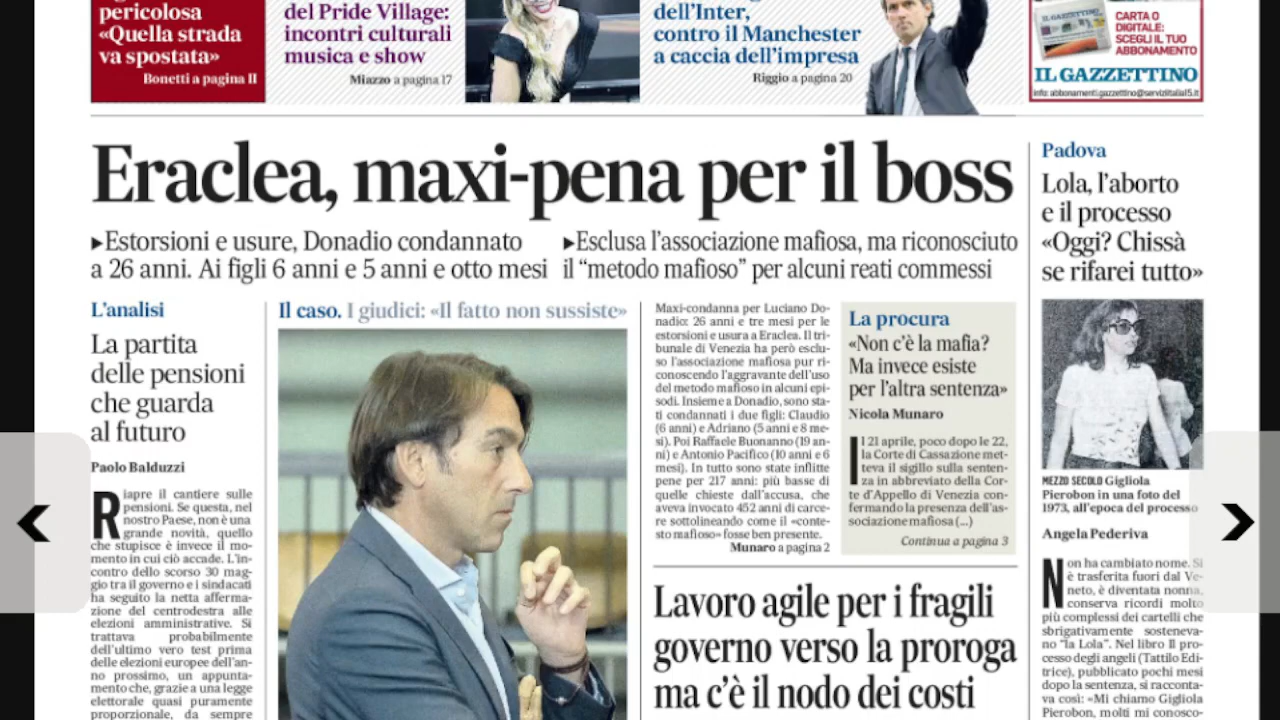 pericolosa
«Quella strada
va spostata»
Bonetti a pagina II
del Pride Village:
incontri culturali
musica e show
Miazzo a pagina 17
dell'Inter,
contro il Manchester
a caccia dell'impresa
Riggio a pagina 20
IL GAZZETTINO
CARTA O
DIGITALE:
SCEGLI IL TUO
ABBONAMENTO
IL GAZZETTINO
info: abbonamenti.gazzettino@servizitalia15.it
Eraclea, maxi-pena per il boss
▸Estorsioni e usure, Donadio condannato
a 26 anni. Ai figli 6 anni e 5 anni e otto mesi
▸Esclusa l'associazione mafiosa, ma riconosciuto
il “metodo mafioso” per alcuni reati commessi
L'analisi
La partita
delle pensioni
che guarda
al futuro
Paolo Balduzzi
Riapre il cantiere sulle
pensioni. Se questa, nel
nostro Paese, non è una
grande novità, quello
che stupisce è invece il mo-
mento in cui ciò accade. L'in-
contro dello scorso 30 mag-
gio tra il governo e i sindacati
ha seguito la netta afferma-
zione del centrodestra alle
elezioni amministrative. Si
trattava probabilmente
dell'ultimo vero test prima
delle elezioni europee dell'an-
no prossimo, un appunta-
mento che, grazie a una legge
elettorale quasi puramente
proporzionale, da sempre
Il caso. I giudici: «Il fatto non sussiste»
Maxi-condanna per Luciano Do-
nadio: 26 anni e tre mesi per le
estorsioni e usura a Eraclea. Il tri-
bunale di Venezia ha però esclu-
so l'associazione mafiosa pur ri-
conoscendo l'aggravante dell'uso
del metodo mafioso in alcuni epi-
sodi. Insieme a Donadio, sono sta-
ti condannati i due figli: Claudio
(6 anni) e Adriano (5 anni e 8 me-
si). Poi Raffaele Buonanno (19 an-
ni) e Antonio Pacifico (10 anni e 6
mesi). In tutto sono state inflitte
pene per 217 anni: più basse di
quelle chieste dall'accusa, che
aveva invocato 452 anni di carce-
re sottolineando come il «conte-
sto mafioso» fosse ben presente.
Munaro a pagina 2
La procura
«Non c'è la mafia?
Ma invece esiste
per l'altra sentenza»
Nicola Munaro
Il 21 aprile, poco dopo le 22,
la Corte di Cassazione met-
teva il sigillo sulla senten-
za in abbreviato della Cor-
te d'Appello di Venezia con-
fermando la presenza dell'as-
sociazione mafiosa (...)
Continua a pagina 3
Lavoro agile per i fragili
governo verso la proroga
ma c'è il nodo dei costi
Padova
Lola, l'aborto
e il processo
«Oggi? Chissà
se rifarei tutto»
MEZZO SECOLO Gigliola
Pierobon in una foto del
1973, all'epoca del processo
Angela Pederiva
Non ha cambiato nome. Si
è trasferita fuori dal Ve-
neto, è diventata nonna,
conserva ricordi molto
più complessi dei cartelli che
sbrigativamente sosteneva-
no “la Lola”. Nel libro Il pro-
cesso degli angeli (Tattilo Edi-
trice), pubblicato pochi mesi
dopo la sentenza, si racconta-
va così: «Mi chiamo Gigliola
Pierobon, molti mi conosco-